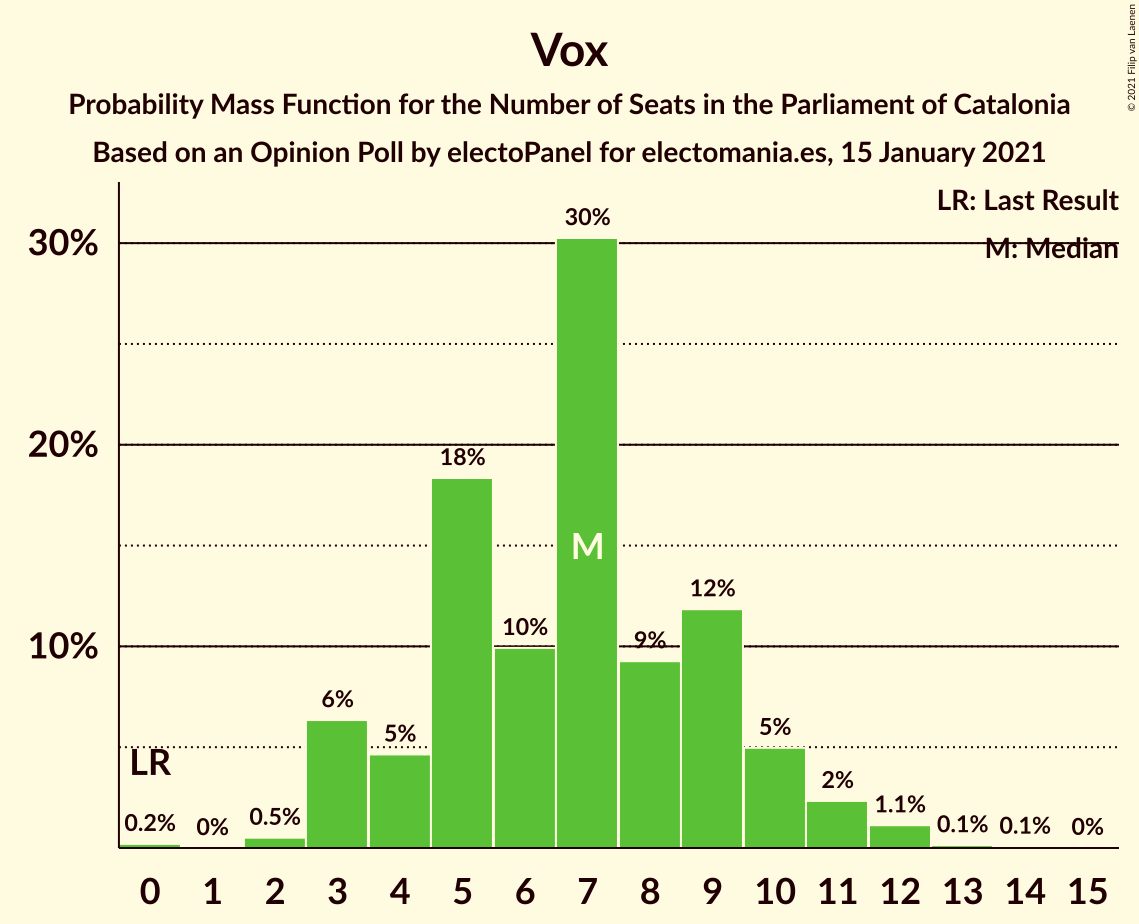 Vox
Probability Mass Function for the Number of Seats in the Parliament of Catalonia
Based on an Opinion Poll by electoPanel for electomania.es, 15 January 2021
© 2021 Filip van Laenen
LR: Last Result
M: Median
30%
20%
10%
LR
M
0.2%
0%
0.5%
6%
5%
18%
10%
30%
9%
12%
5%
2%
1.1%
0.1%
0.1%
0%
0 1 2 3 4 5 6 7 8 9 10 11 12 13 14 15